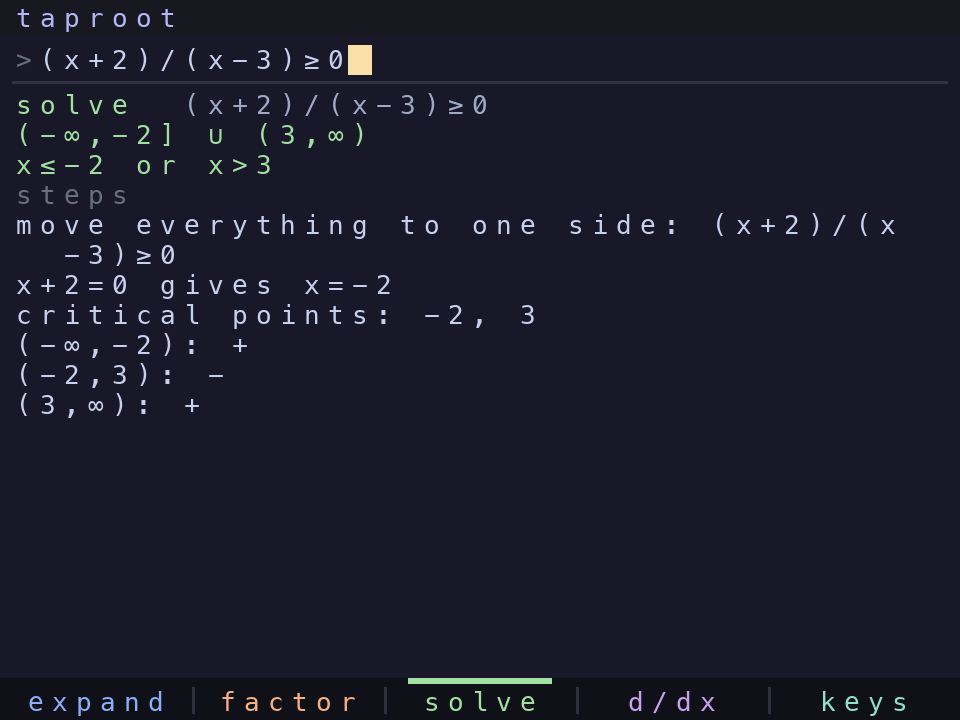 taproot
>(x+2)/(x−3)≥0
solve  (x+2)/(x−3)≥0
(−∞,−2] ∪ (3,∞)
x≤−2 or x>3
steps
move everything to one side: (x+2)/(x
−3)≥0
x+2=0 gives x=−2
critical points: −2, 3
(−∞,−2): +
(−2,3): −
(3,∞): +
expand | factor | solve | d/dx | keys